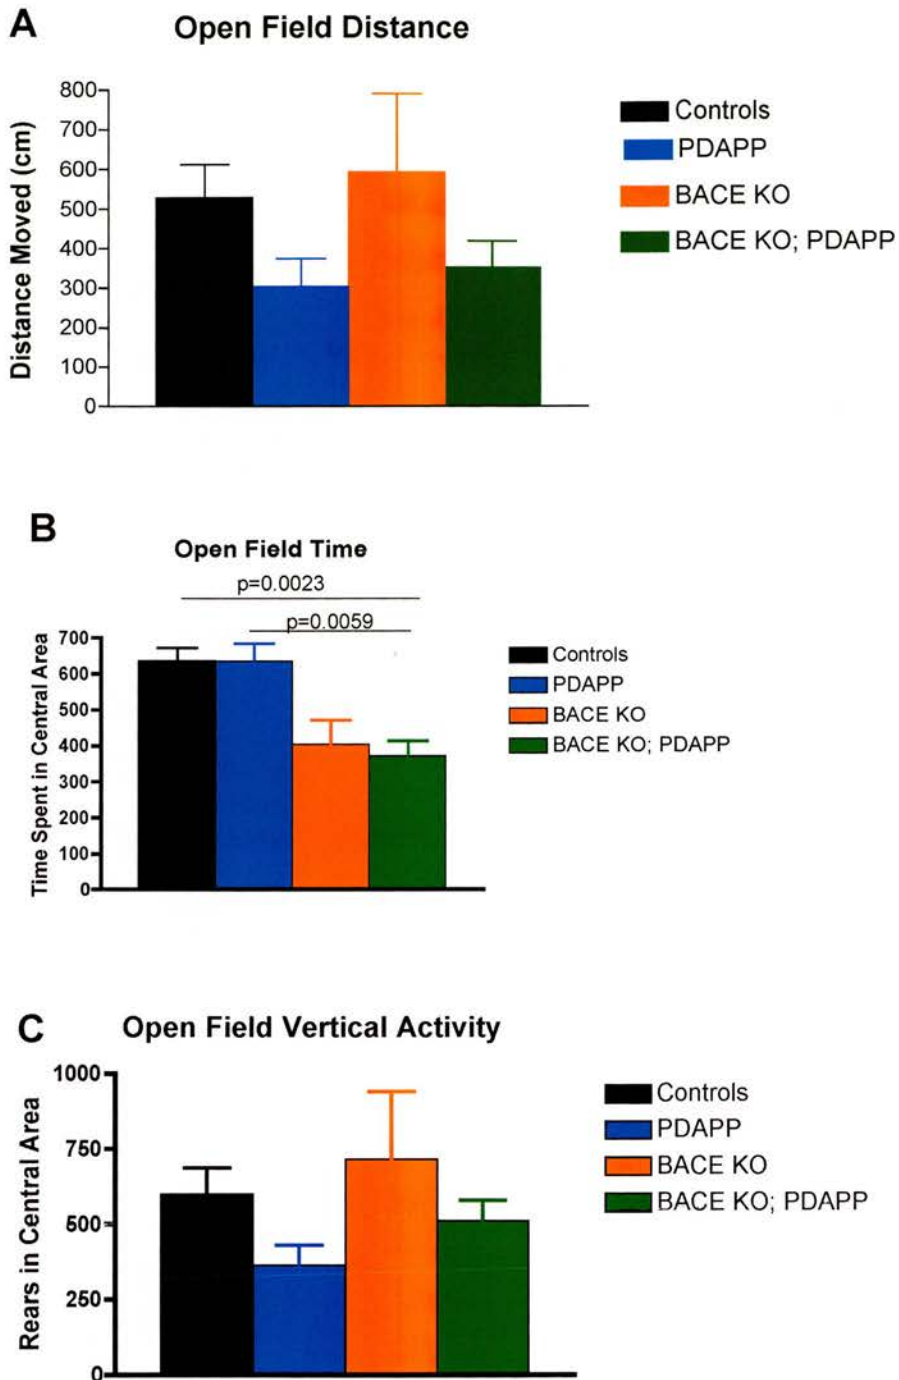 A
Open Field Distance
Distance Moved (cm)
800
700
600
500
400
300
200
100
0
Controls
PDAPP
BACE KO
BACE KO; PDAPP
B
Open Field Time
p=0.0023
p=0.0059
Time Spent in Central Area
700
600
500
400
300
200
100
0
Controls
PDAPP
BACE KO
BACE KO; PDAPP
C
Open Field Vertical Activity
Rears in Central Area
1000
750
500
250
0
Controls
PDAPP
BACE KO
BACE KO; PDAPP